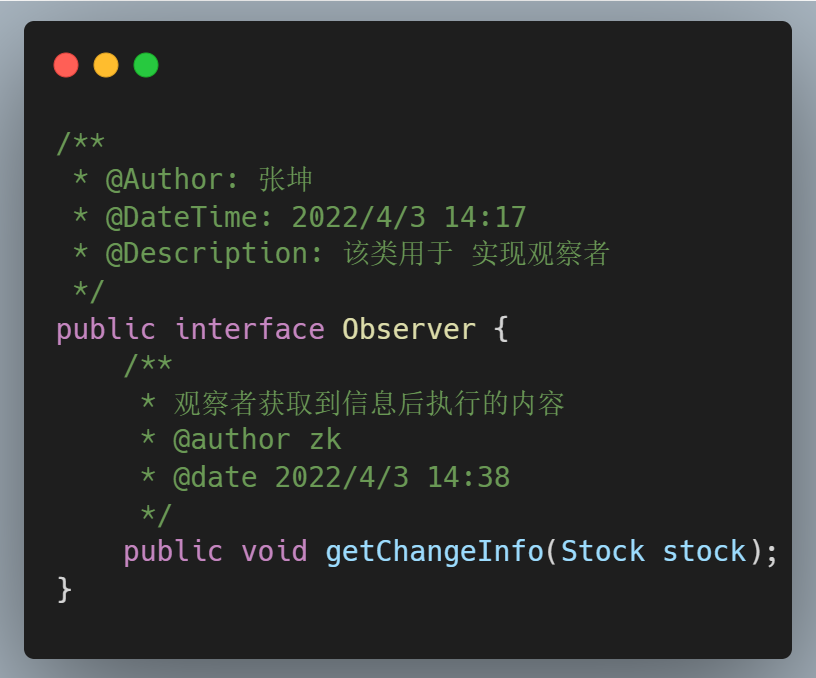 /**
 * @Author: 张坤
 * @DateTime: 2022/4/3 14:17
 * @Description: 该类用于 实现观察者
 */
public interface Observer {
    /**
     * 观察者获取到信息后执行的内容
     * @author zk
     * @date 2022/4/3 14:38
     */
    public void getChangeInfo(Stock stock);
}